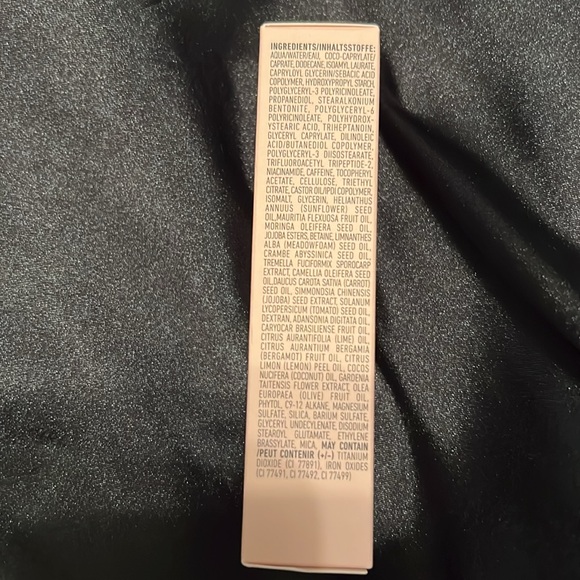 INGREDIENTS/INHALTSSTOFFE:
AQUA/WATER/EAU, COCO-CAPRYLATE/
CAPRATE, DODECANE, ISOAMYL LAURATE,
CAPRYLOYL GLYCERIN/SEBACIC ACID
COPOLYMER, HYDROXYPROPYL STARCH,
POLYGLYCERYL-3 POLYRICINOLEATE,
PROPANEDIOL, STEARALKONIUM
BENTONITE, POLYGLYCERYL-6
POLYRICINOLEATE, POLYHYDROX-
YSTEARIC ACID, TRIHEPTANOIN,
GLYCERYL CAPRYLATE, DILINOLEIC
ACID/BUTANEDIOL COPOLYMER,
POLYGLYCERYL-3 DIISOSTEARATE,
TRIFLUOROACETYL TRIPEPTIDE-2,
NIACINAMIDE, CAFFEINE, TOCOPHERYL
ACETATE, CELLULOSE, TRIETHYL
CITRATE, CASTOR OIL/IPDI COPOLYMER,
ISOMALT, GLYCERIN, HELIANTHUS
ANNUUS (SUNFLOWER) SEED
OIL,MAURITIA FLEXUOSA FRUIT OIL,
MORINGA OLEIFERA SEED OIL,
JOJOBA ESTERS, BETAINE, LIMNANTHES
ALBA (MEADOWFOAM) SEED OIL,
CRAMBE ABYSSINICA SEED OIL,
TREMELLA FUCIFORMIX SPOROCARP
EXTRACT, CAMELLIA OLEIFERA SEED
OIL,DAUCUS CAROTA SATIVA (CARROT)
SEED OIL, SIMMONDSIA CHINENSIS
(JOJOBA) SEED EXTRACT, SOLANUM
LYCOPERSICUM (TOMATO) SEED OIL,
DEXTRAN, ADANSONIA DIGITATA OIL,
CARYOCAR BRASILIENSE FRUIT OIL,
CITRUS AURANTIFOLIA (LIME) OIL,
CITRUS AURANTIUM BERGAMIA
(BERGAMOT) FRUIT OIL, CITRUS
LIMON (LEMON) PEEL OIL, COCOS
NUCIFERA (COCONUT) OIL, GARDENIA
TAITENSIS FLOWER EXTRACT, OLEA
EUROPAEA (OLIVE) FRUIT OIL,
PHYTOL, C9-12 ALKANE, MAGNESIUM
SULFATE, SILICA, BARIUM SULFATE,
GLYCERYL UNDECYLENATE, DISODIUM
STEAROYL GLUTAMATE, ETHYLENE
BRASSYLATE, MICA, MAY CONTAIN
/PEUT CONTENIR (+/-) TITANIUM
DIOXIDE (CI 77891), IRON OXIDES
(CI 77491, CI 77492, CI 77499)